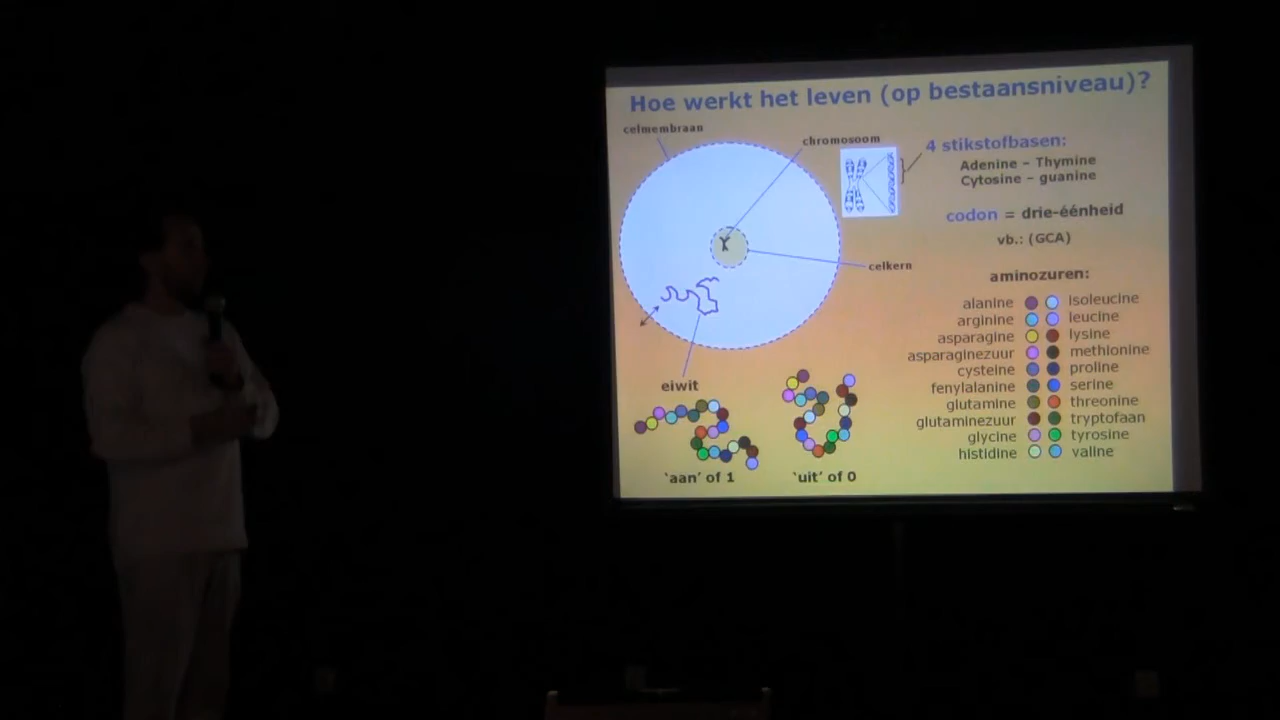 Hoe werkt het leven (op bestaansniveau)?
celmembraan
chromosoom
4 stikstofbasen:
Adenine – Thymine
Cytosine – guanine
codon = drie-éénheid
vb.: (GCA)
celkern
aminozuren:
alanine isoleucine
arginine leucine
asparagine lysine
asparaginezuur methionine
cysteine proline
fenylalanine serine
glutamine threonine
glutaminezuur tryptofaan
glycine tyrosine
histidine valine
eiwit
‘aan’ of 1
‘uit’ of 0